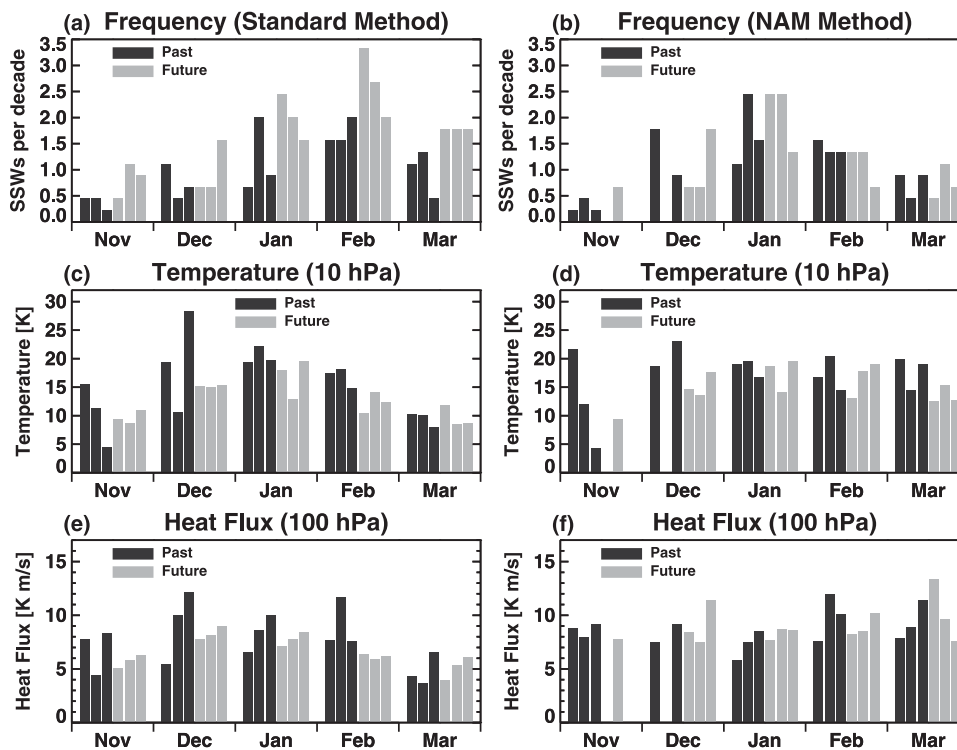 (a) Frequency (Standard Method)
3.5
3.0
2.5
2.0
1.5
1.0
0.5
0.0
SSWs per decade
Past
Future
Nov Dec Jan Feb Mar
(b) Frequency (NAM Method)
3.5
3.0
2.5
2.0
1.5
1.0
0.5
0.0
SSWs per decade
Past
Future
Nov Dec Jan Feb Mar
(c) Temperature (10 hPa)
30
25
20
15
10
5
0
Temperature [K]
Past
Future
Nov Dec Jan Feb Mar
(d) Temperature (10 hPa)
30
25
20
15
10
5
0
Temperature [K]
Past
Future
Nov Dec Jan Feb Mar
(e) Heat Flux (100 hPa)
15
10
5
0
Heat Flux [K m/s]
Past
Future
Nov Dec Jan Feb Mar
(f) Heat Flux (100 hPa)
15
10
5
0
Heat Flux [K m/s]
Past
Future
Nov Dec Jan Feb Mar